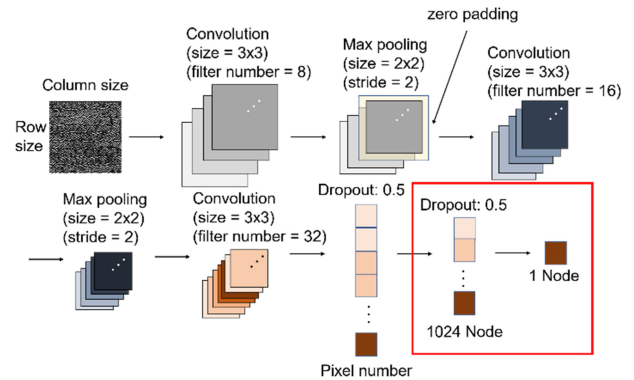 zero padding
Convolution
(size = 3x3)
(filter number = 8)
Max pooling
(size = 2x2)
(stride = 2)
Convolution
(size = 3x3)
(filter number = 16)
Column size
Row
size
Max pooling
(size = 2x2)
(stride = 2)
Convolution
(size = 3x3)
(filter number = 32)
Dropout: 0.5
Pixel number
Dropout: 0.5
1024 Node
1 Node